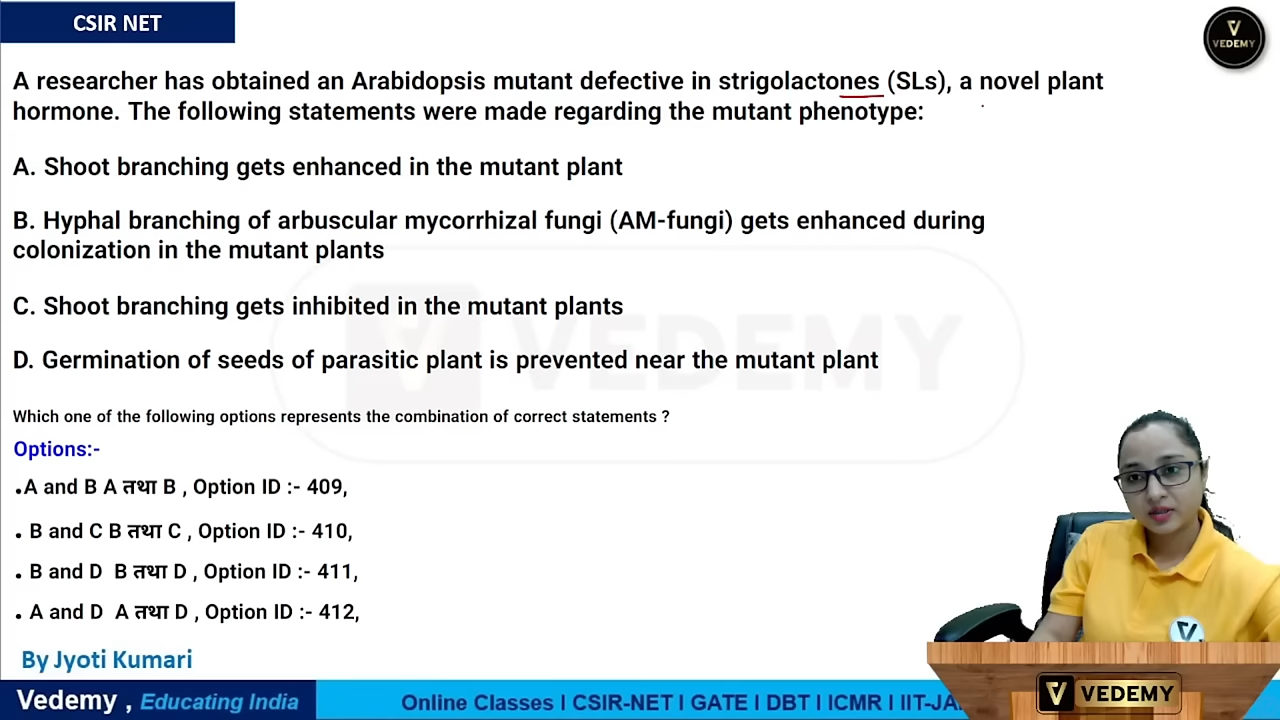 CSIR NET
VEDEMY
A researcher has obtained an Arabidopsis mutant defective in strigolactones (SLs), a novel plant
hormone. The following statements were made regarding the mutant phenotype:
A. Shoot branching gets enhanced in the mutant plant
B. Hyphal branching of arbuscular mycorrhizal fungi (AM-fungi) gets enhanced during
colonization in the mutant plants
C. Shoot branching gets inhibited in the mutant plants
VEDEMY
D. Germination of seeds of parasitic plant is prevented near the mutant plant
Which one of the following options represents the combination of correct statements ?
Options:-
.A and B A तथा B , Option ID :- 409,
. B and C B तथा C , Option ID :- 410,
. B and D B तथा D , Option ID :- 411,
. A and D A तथा D , Option ID :- 412,
By Jyoti Kumari
Vedemy , Educating India
Online Classes I CSIR-NET I GATE I DBT I ICMR I IIT-JA
VEDEMY